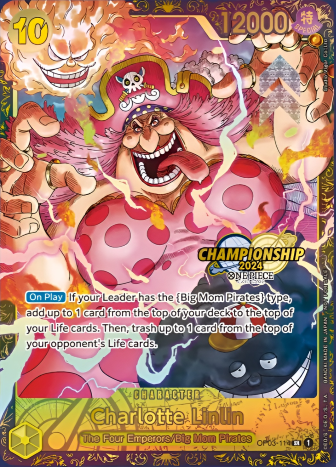 10
12000
特
CHAMPIONSHIP
2024
ONE PIECE
On Play If your Leader has the {Big Mom Pirates} type,
add up to 1 card from the top of your deck to the top of
your Life cards. Then, trash up to 1 card from the top of
your opponent's Life cards.
CHARACTER
Charlotte Linlin
The Four Emperors/Big Mom Pirates
OP03-114 SR 1